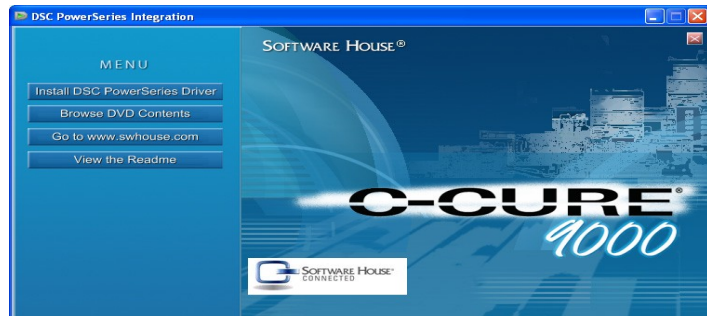 DSC PowerSeries Integration
MENU
Install DSC PowerSeries Driver
Browse DVD Contents
Go to www.swhouse.com
View the Readme
SOFTWARE HOUSE®
C-CURE®
9000
SOFTWARE HOUSE®
CONNECTED